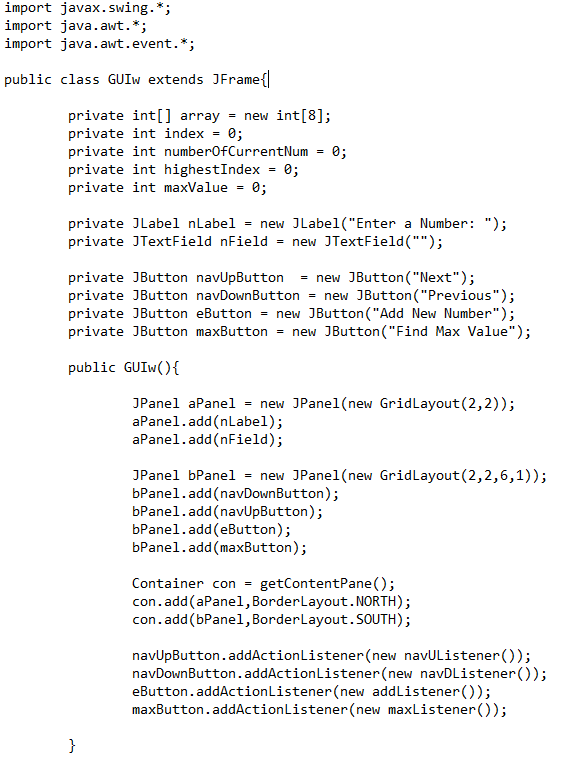 import javax.swing.*;
import java.awt.*;
import java.awt.event.*;
public class GUIw extends JFrame{
private int[] array = new int[8];
private int index = 0;
private int numberOfCurrentNum = 0;
private int highestIndex = 0;
private int maxValue = 0;
private JLabel nLabel = new JLabel("Enter a Number: ");
private JTextField nField = new JTextField("");
private JButton navUpButton  = new JButton("Next");
private JButton navDownButton = new JButton("Previous");
private JButton eButton = new JButton("Add New Number");
private JButton maxButton = new JButton("Find Max Value");
public GUIw(){
JPanel aPanel = new JPanel(new GridLayout(2,2));
aPanel.add(nLabel);
aPanel.add(nField);
JPanel bPanel = new JPanel(new GridLayout(2,2,6,1));
bPanel.add(navDownButton);
bPanel.add(navUpButton);
bPanel.add(eButton);
bPanel.add(maxButton);
Container con = getContentPane();
con.add(aPanel,BorderLayout.NORTH);
con.add(bPanel,BorderLayout.SOUTH);
navUpButton.addActionListener(new navUListener());
navDownButton.addActionListener(new navDListener());
eButton.addActionListener(new addListener());
maxButton.addActionListener(new maxListener());
}